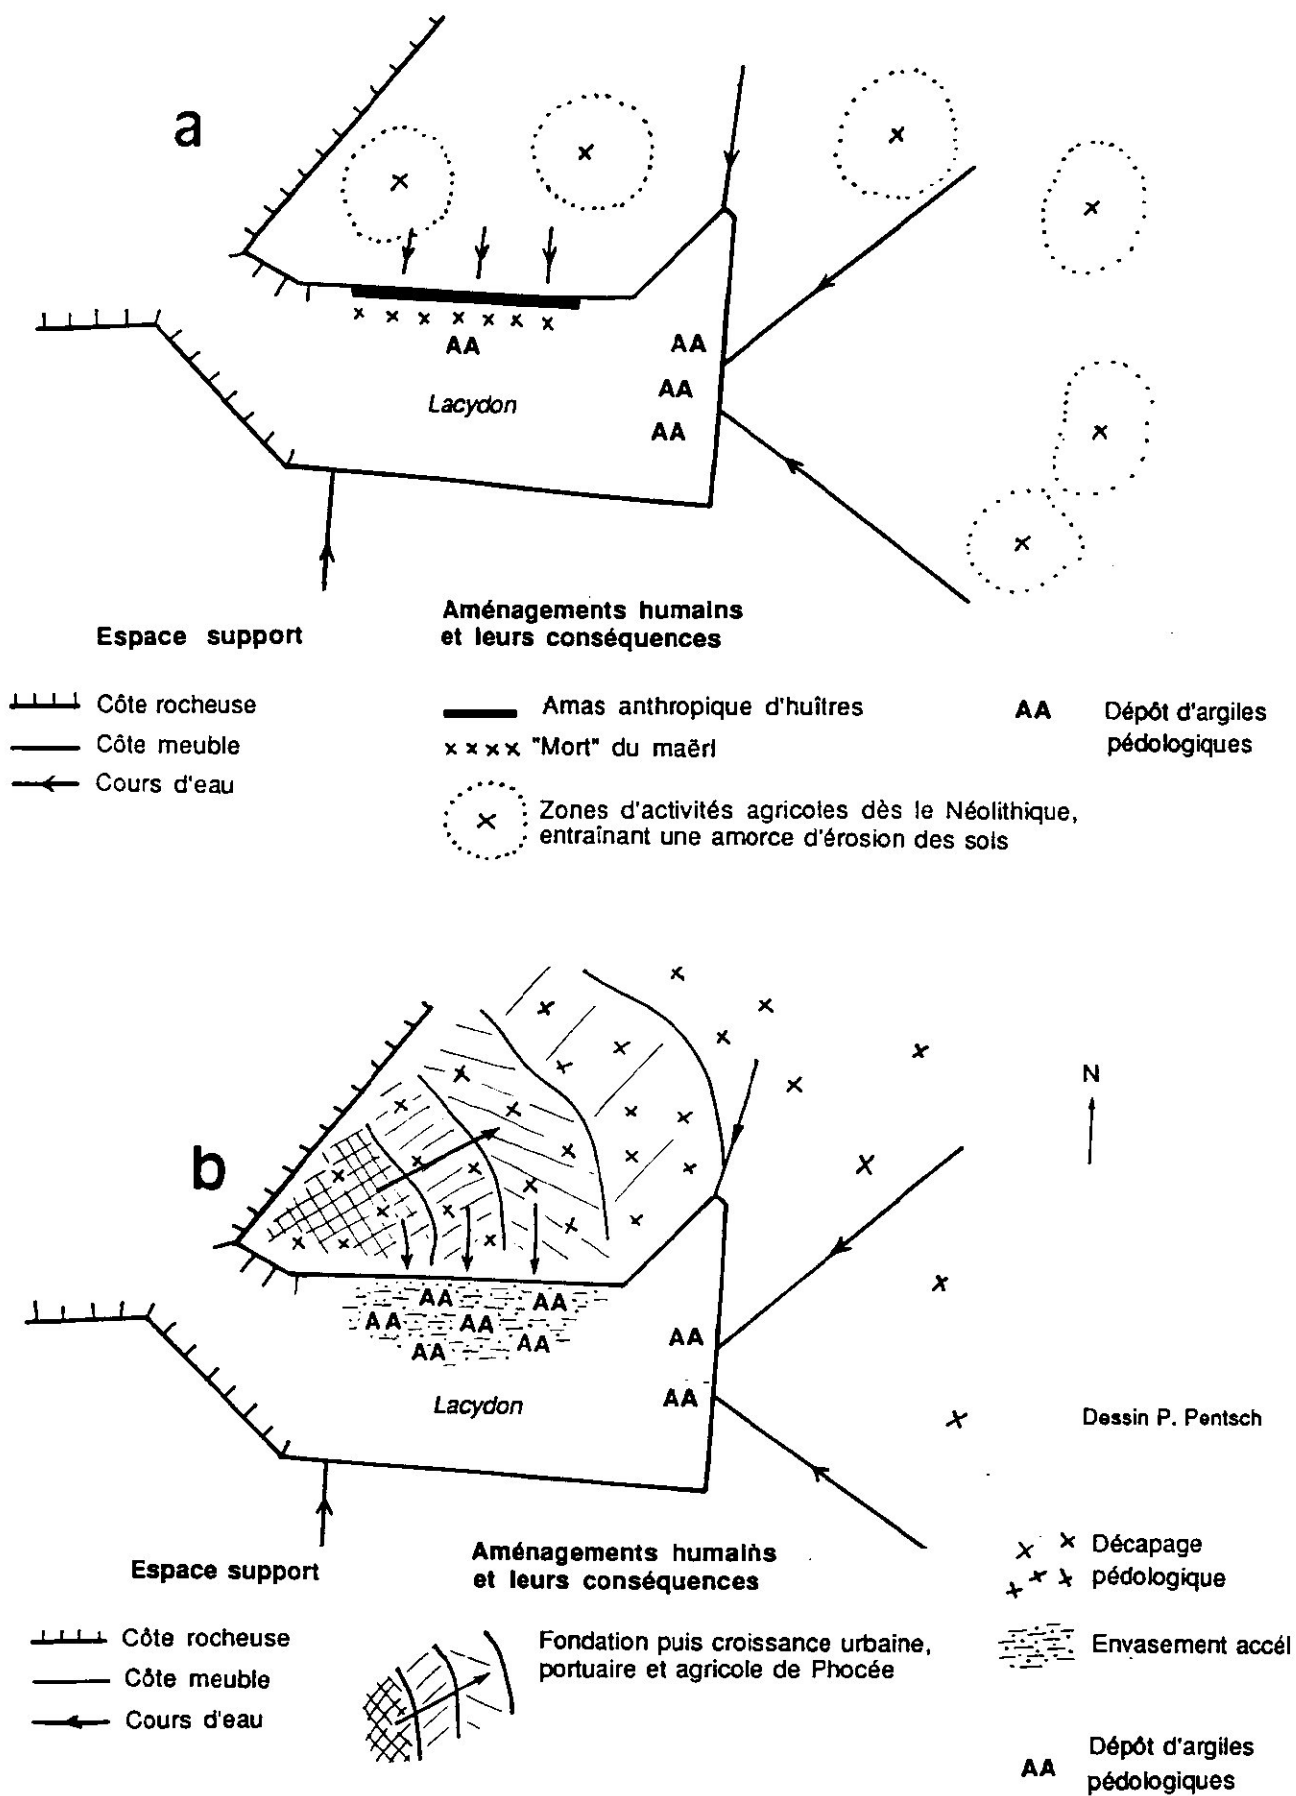 a
AA
Lacydon
AA
AA
AA
Espace support
Aménagements humains
et leurs conséquences
Côte rocheuse
Côte meuble
Cours d'eau
Amas anthropique d'huîtres
x x x x "Mort" du maërl
Zones d'activités agricoles dès le Néolithique,
entraînant une amorce d'érosion des sols
AA Dépôt d'argiles
pédologiques
b
N
AA
AA
AA
AA
AA
AA
Lacydon
AA
AA
Dessin P. Pentsch
Espace support
Aménagements humains
et leurs conséquences
Côte rocheuse
Côte meuble
Cours d'eau
Fondation puis croissance urbaine,
portuaire et agricole de Phocée
Décapage
pédologique
Envasement accél
AA Dépôt d'argiles
pédologiques